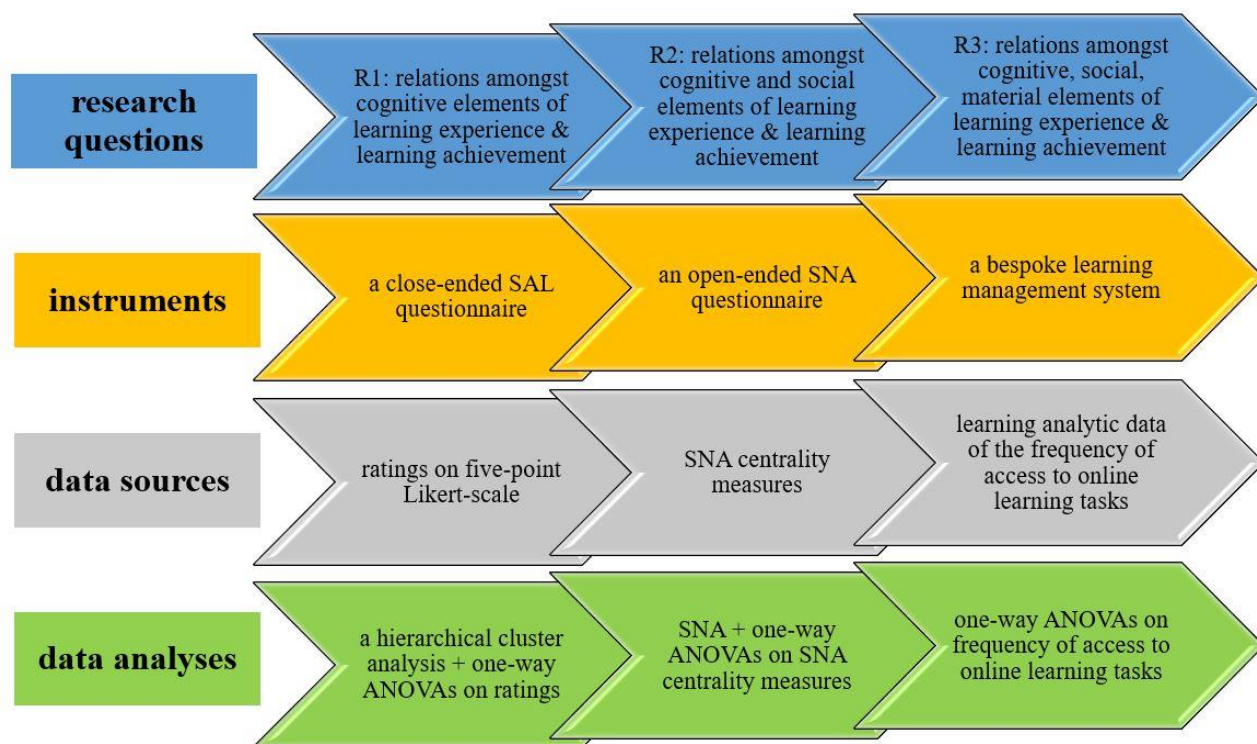 research
questions
R1: relations amongst
cognitive elements of
learning experience &
learning achievement
R2: relations amongst
cognitive and social
elements of learning
experience & learning
achievement
R3: relations amongst
cognitive, social,
material elements of
learning experience &
learning achievement
instruments
a close-ended SAL
questionnaire
an open-ended SNA
questionnaire
a bespoke learning
management system
data sources
ratings on five-point
Likert-scale
SNA centrality
measures
learning analytic data
of the frequency of
access to online
learning tasks
data analyses
a hierarchical cluster
analysis + one-way
ANOVAs on ratings
SNA + one-way
ANOVAs on SNA
centrality measures
one-way ANOVAs on
frequency of access to
online learning tasks